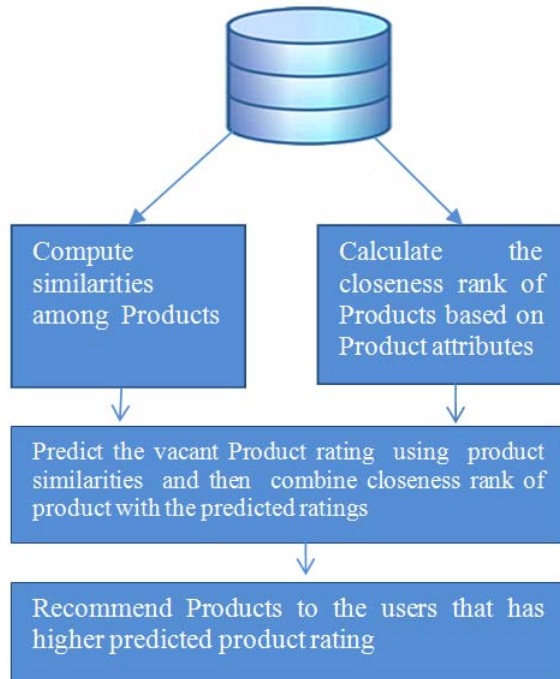 Compute
similarities
among Products
Calculate the
closeness rank of
Products based on
Product attributes
Predict the vacant Product rating using product
similarities and then combine closeness rank of
product with the predicted ratings
Recommend Products to the users that has
higher predicted product rating